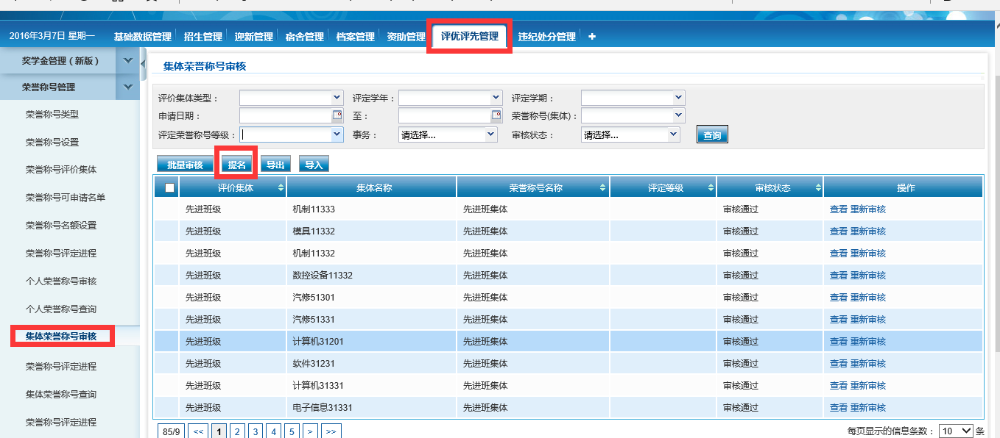 2016年3月7日 星期一 基础数据管理 招生管理 迎新管理 宿舍管理 档案管理 资助管理 评优评先管理 违纪处分管理 +
奖学金管理（新版）
荣誉称号管理
荣誉称号类型
荣誉称号设置
荣誉称号评价集体
荣誉称号可申请名单
荣誉称号名额设置
荣誉称号评定进程
个人荣誉称号审核
个人荣誉称号查询
集体荣誉称号审核
荣誉称号评定进程
集体荣誉称号查询
荣誉称号评定进程
集体荣誉称号审核
评价集体类型： 评定学年： 评定学期：
申请日期： 至： 荣誉称号(集体)：
评定荣誉称号等级： 事务： 请选择... 审核状态： 请选择... 查询
批量审核 提名 导出 导入
评价集体 集体名称 荣誉称号名称 评定等级 审核状态 操作
先进班级 机制11333 先进班集体 审核通过 查看 重新审核
先进班级 模具11332 先进班集体 审核通过 查看 重新审核
先进班级 机制11332 先进班集体 审核通过 查看 重新审核
先进班级 数控设备11332 先进班集体 审核通过 查看 重新审核
先进班级 汽修51301 先进班集体 审核通过 查看 重新审核
先进班级 汽修51331 先进班集体 审核通过 查看 重新审核
先进班级 计算机31201 先进班集体 审核通过 查看 重新审核
先进班级 软件31231 先进班集体 审核通过 查看 重新审核
先进班级 计算机31331 先进班集体 审核通过 查看 重新审核
先进班级 电子信息31331 先进班集体 审核通过 查看 重新审核
85/9 << 1 2 3 4 5 > >> 每页显示的信息条数： 10 条